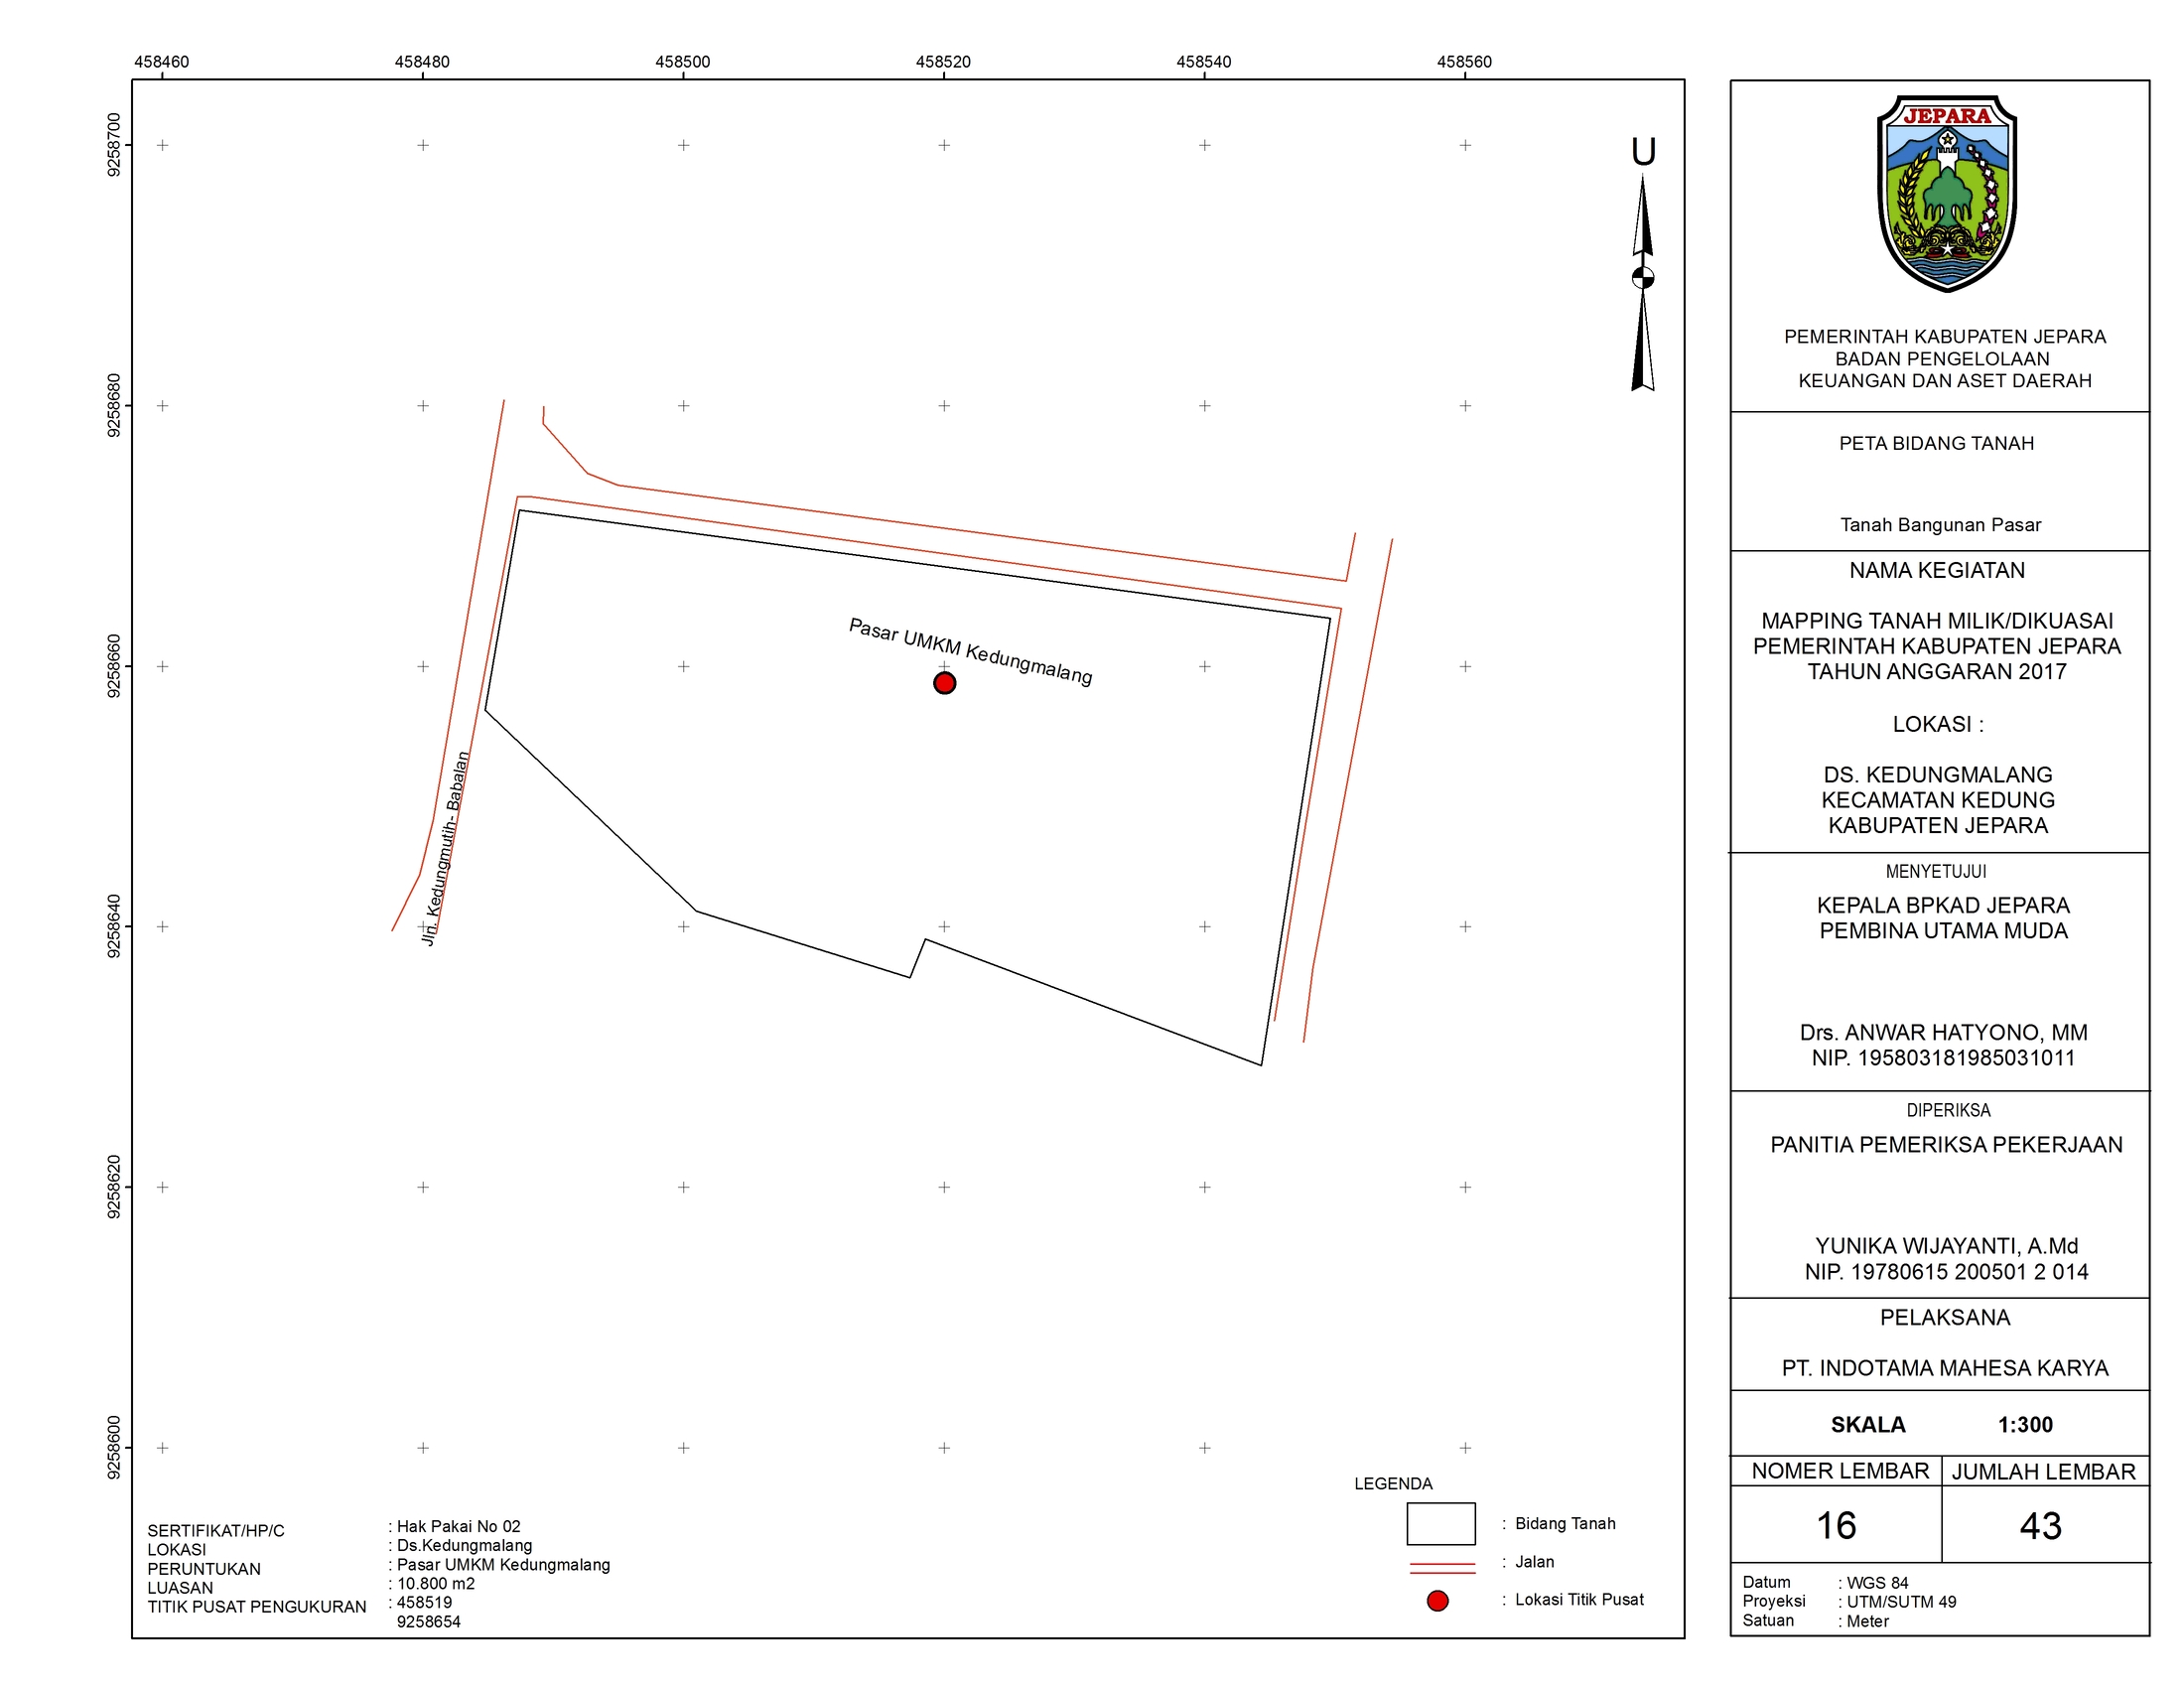 458460 458480 458500 458520 458540 458560
9258700
9258680
9258660
9258640
9258620
9258600
U
Pasar UMKM Kedungmalang
Jln. Kedungmutih- Babalan
LEGENDA
: Bidang Tanah
: Jalan
: Lokasi Titik Pusat
SERTIFIKAT/HP/C : Hak Pakai No 02
LOKASI : Ds.Kedungmalang
PERUNTUKAN : Pasar UMKM Kedungmalang
LUASAN : 10.800 m2
TITIK PUSAT PENGUKURAN : 458519
9258654
JEPARA
PEMERINTAH KABUPATEN JEPARA
BADAN PENGELOLAAN
KEUANGAN DAN ASET DAERAH
PETA BIDANG TANAH
Tanah Bangunan Pasar
NAMA KEGIATAN
MAPPING TANAH MILIK/DIKUASAI
PEMERINTAH KABUPATEN JEPARA
TAHUN ANGGARAN 2017
LOKASI :
DS. KEDUNGMALANG
KECAMATAN KEDUNG
KABUPATEN JEPARA
MENYETUJUI
KEPALA BPKAD JEPARA
PEMBINA UTAMA MUDA
Drs. ANWAR HATYONO, MM
NIP. 195803181985031011
DIPERIKSA
PANITIA PEMERIKSA PEKERJAAN
YUNIKA WIJAYANTI, A.Md
NIP. 19780615 200501 2 014
PELAKSANA
PT. INDOTAMA MAHESA KARYA
SKALA 1:300
NOMER LEMBAR JUMLAH LEMBAR
16 43
Datum : WGS 84
Proyeksi : UTM/SUTM 49
Satuan : Meter